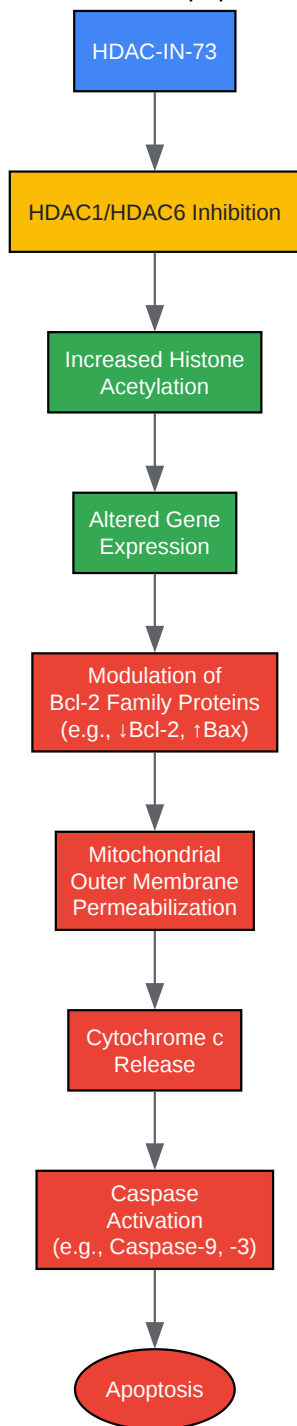 HDAC-IN-73
HDAC1/HDAC6 Inhibition
Increased Histone
Acetylation
Altered Gene
Expression
Modulation of
Bcl-2 Family Proteins
(e.g., ↓Bcl-2, ↑Bax)
Mitochondrial
Outer Membrane
Permeabilization
Cytochrome c
Release
Caspase
Activation
(e.g., Caspase-9, -3)
Apoptosis